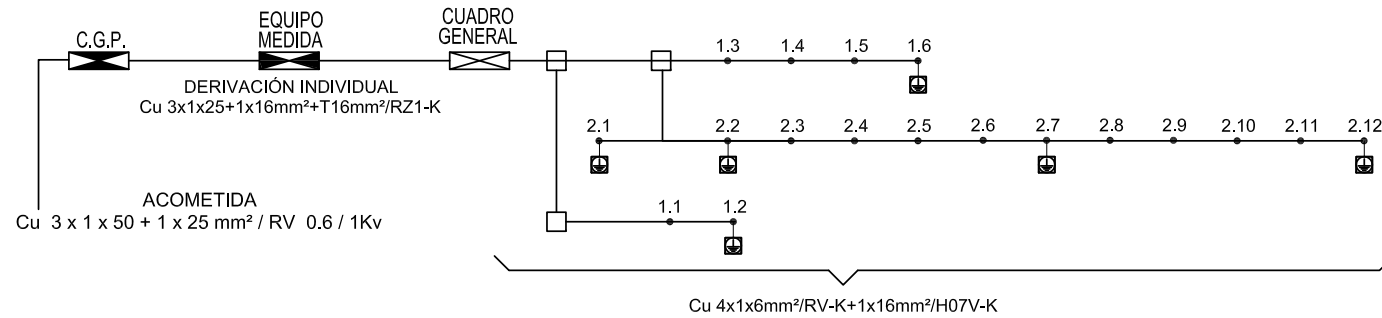 C.G.P.
EQUIPO
MEDIDA
CUADRO
GENERAL
1.3 1.4 1.5 1.6
DERIVACIÓN INDIVIDUAL
Cu 3x1x25+1x16mm²+T16mm²/RZ1-K
2.1 2.2 2.3 2.4 2.5 2.6 2.7 2.8 2.9 2.10 2.11 2.12
ACOMETIDA
Cu 3 x 1 x 50 + 1 x 25 mm² / RV 0.6 / 1Kv
1.1 1.2
Cu 4x1x6mm²/RV-K+1x16mm²/H07V-K